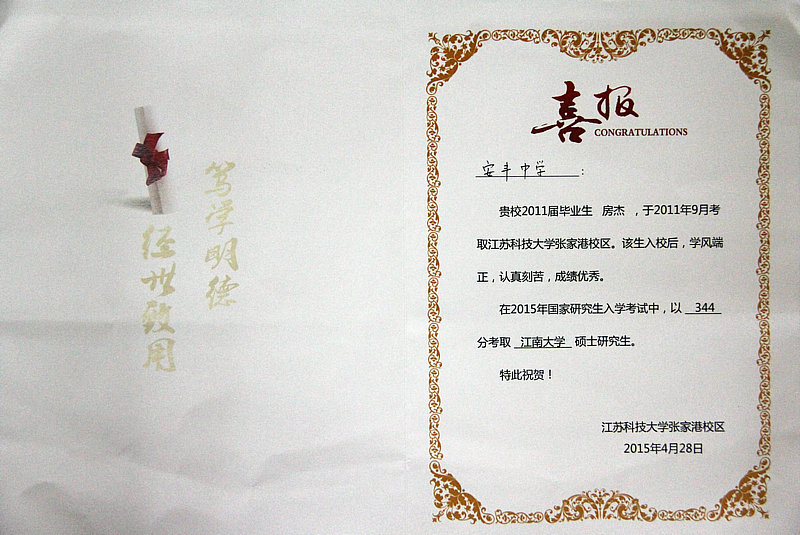 笃学明德
经世致用
喜报
CONGRATULATIONS
安丰中学：
贵校2011届毕业生 房杰 ，于2011年9月考
取江苏科技大学张家港校区。该生入校后，学风端
正，认真刻苦，成绩优秀。
在2015年国家研究生入学考试中，以 344
分考取 江南大学 硕士研究生。
特此祝贺！
江苏科技大学张家港校区
2015年4月28日